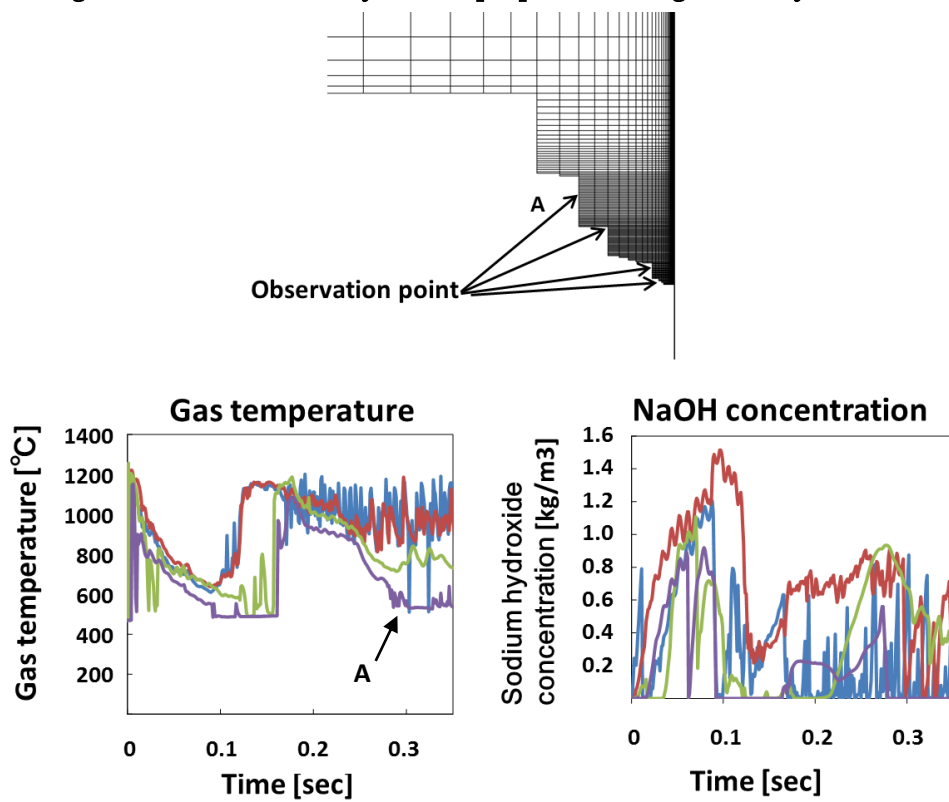 A
Observation point
Gas temperature
NaOH concentration
Gas temperature [℃]
1400
1200
1000
800
600
400
200
A
0
0.1
0.2
0.3
Time [sec]
Sodium hydroxide
concentration [kg/m3]
1.6
1.4
1.2
1.0
0.8
0.6
0.4
0.2
0
0.1
0.2
0.3
Time [sec]